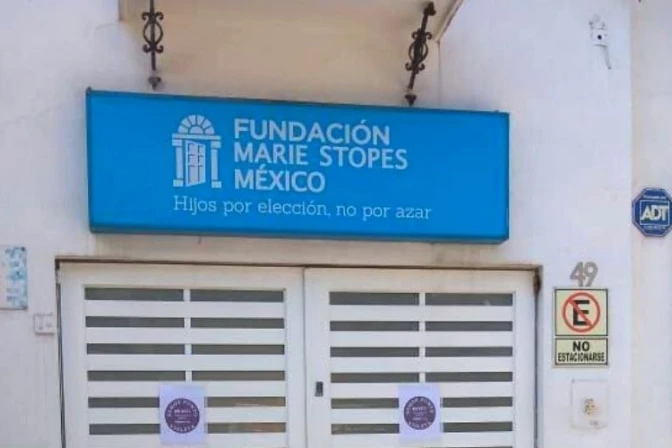 FUNDACIÓN
MARIE STOPES
MÉXICO
Hijos por elección, no por azar
ADT
49
E
NO
ESTACIONARSE